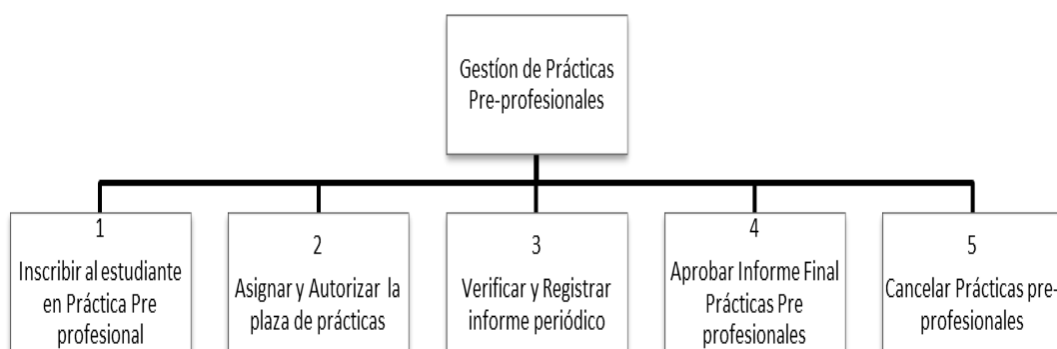 Gestíon de Prácticas
Pre-profesionales
1
Inscribir al estudiante
en Práctica Pre
profesional
2
Asignar y Autorizar la
plaza de prácticas
3
Verificar y Registrar
informe periódico
4
Aprobar Informe Final
Prácticas Pre
profesionales
5
Cancelar Prácticas pre-
profesionales